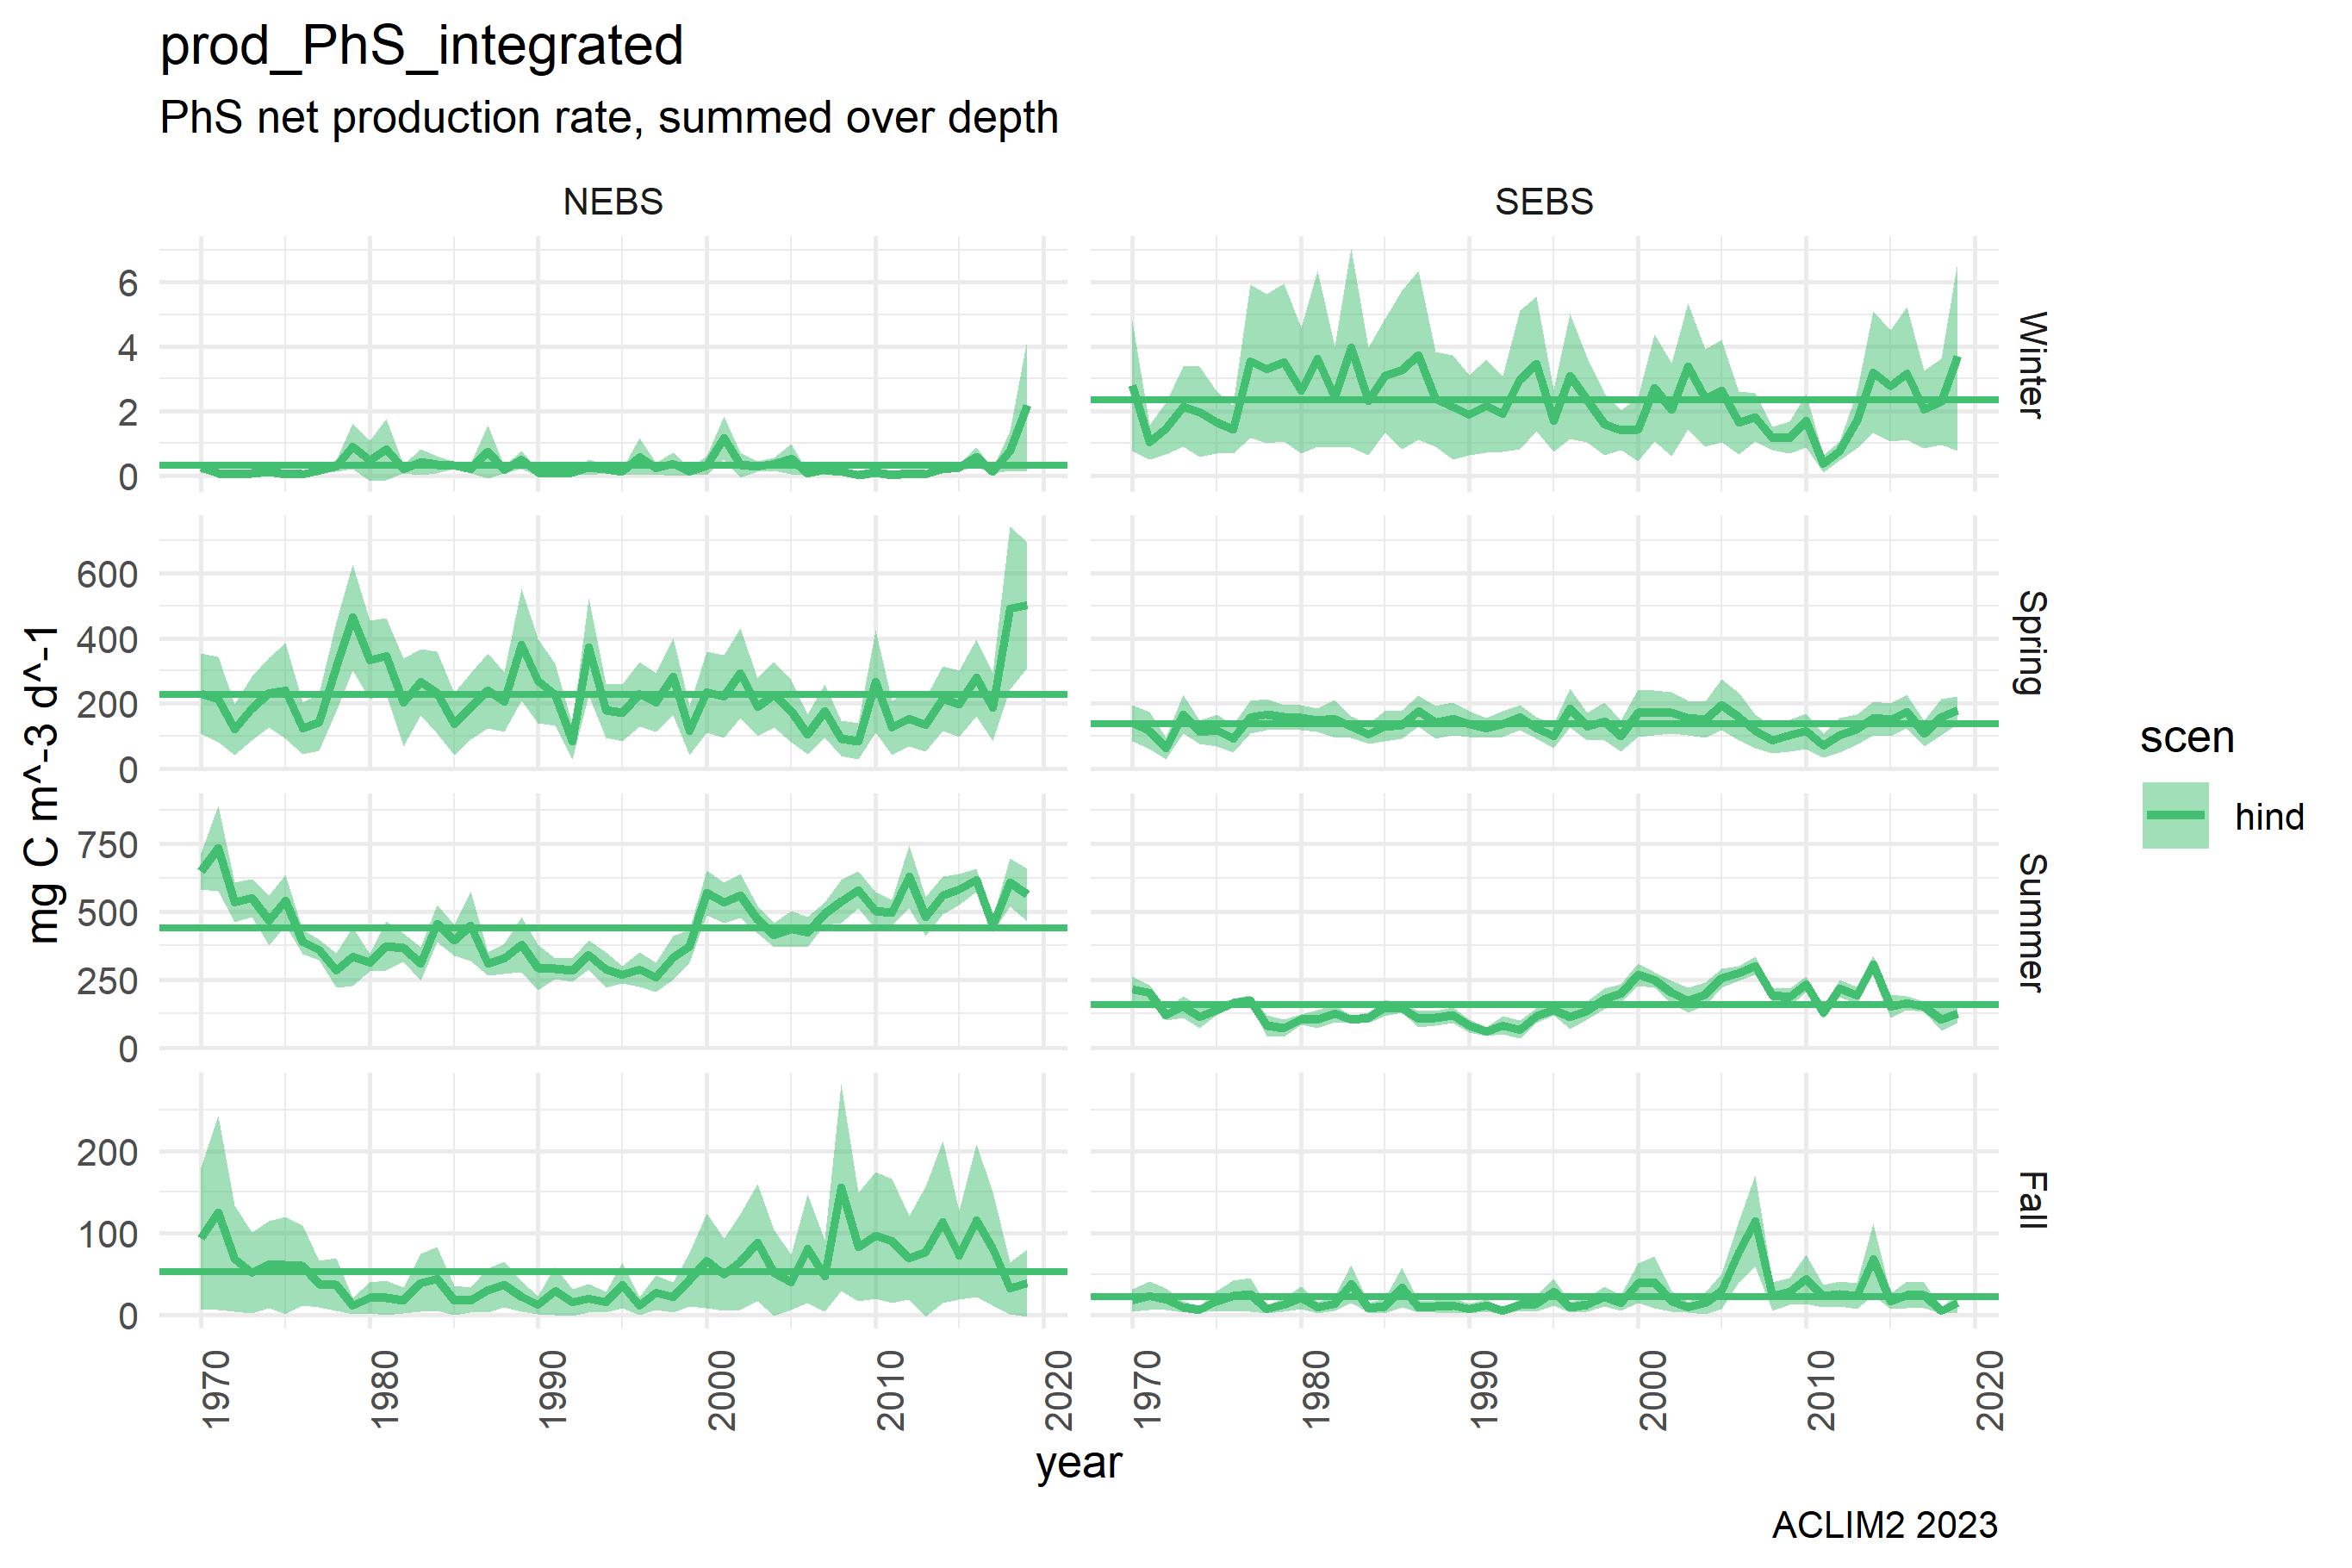 prod_PhS_integrated
PhS net production rate, summed over depth
NEBS
SEBS
6
4
2
0
Winter
600
400
200
0
Spring
750
500
250
0
Summer
200
100
0
Fall
mg C m^-3 d^-1
1970
1980
1990
2000
2010
2020
1970
1980
1990
2000
2010
2020
year
scen
hind
ACLIM2 2023